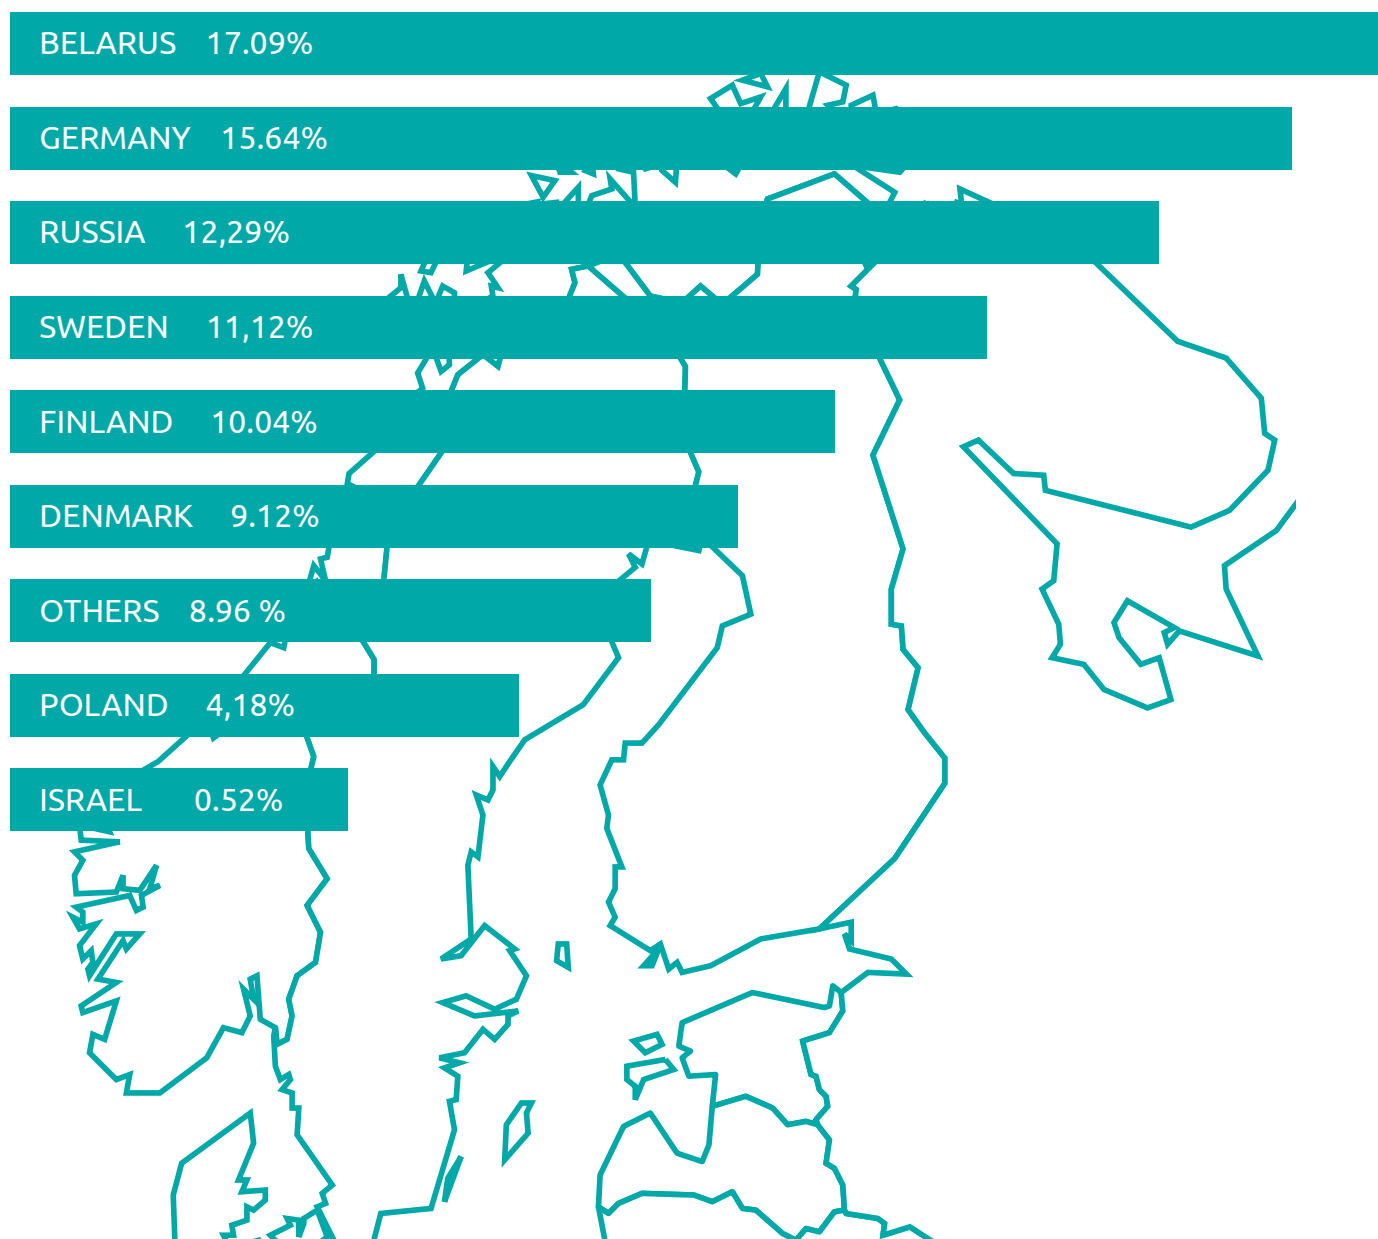 BELARUS 17.09%
GERMANY 15.64%
RUSSIA 12,29%
SWEDEN 11,12%
FINLAND 10.04%
DENMARK 9.12%
OTHERS 8.96 %
POLAND 4,18%
ISRAEL 0.52%